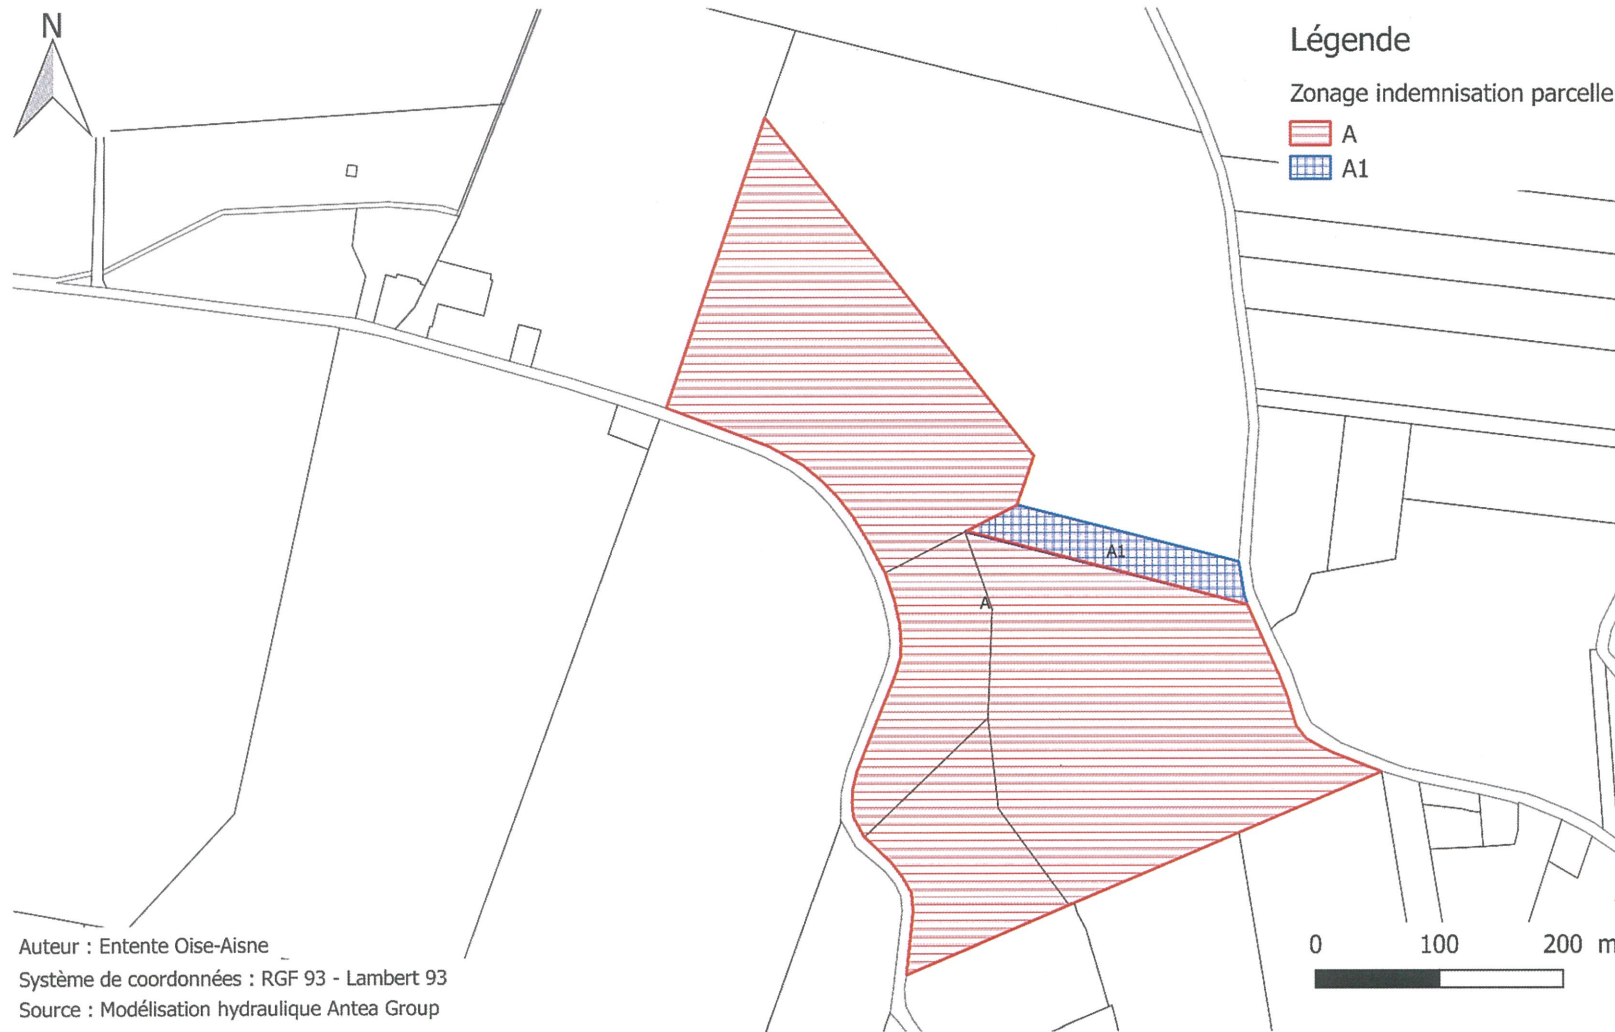 N
Légende
Zonage indemnisation parcelle
A
A1
A1
A
Auteur : Entente Oise-Aisne
Système de coordonnées : RGF 93 - Lambert 93
Source : Modélisation hydraulique Antea Group
0 100 200 m